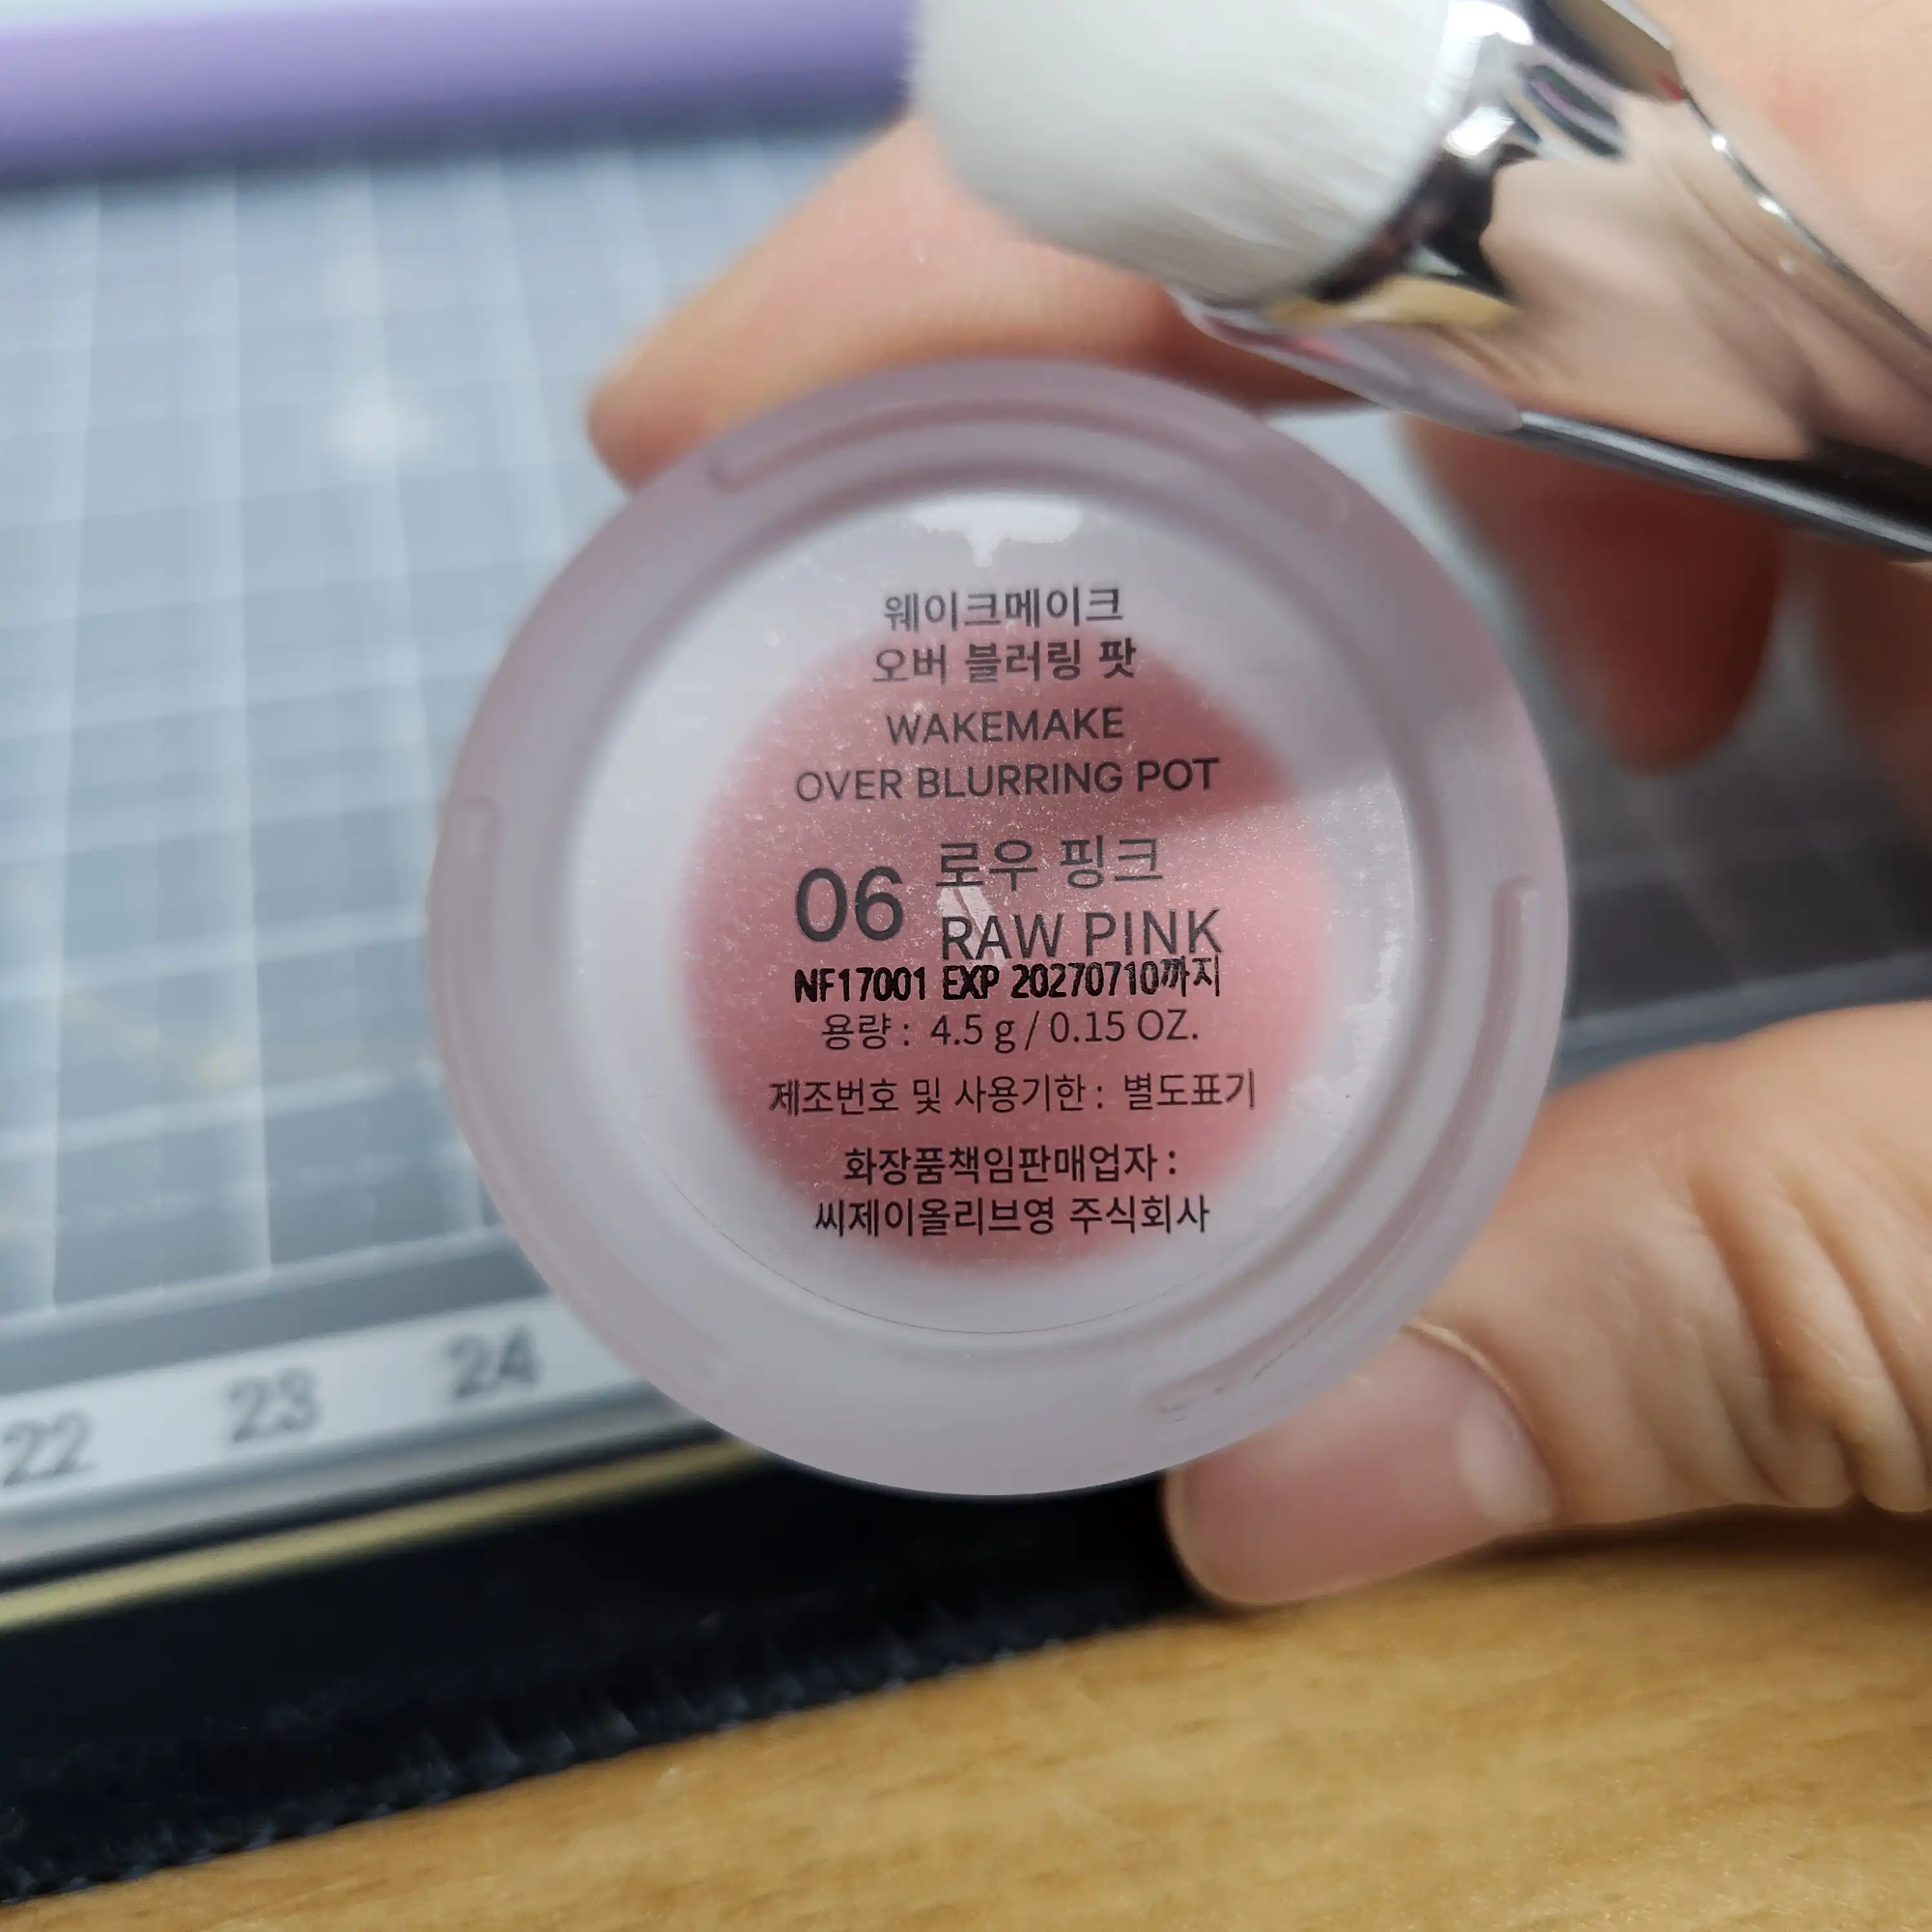 웨이크메이크
오버 블러링 팟
WAKEMAKE
OVER BLURRING POT
06
로우 핑크
RAW PINK
NF17001 EXP 20270710까지
용량 : 4.5 g / 0.15 OZ.
제조번호 및 사용기한 : 별도표기
화장품책임판매업자 :
씨제이올리브영 주식회사
22 23 24